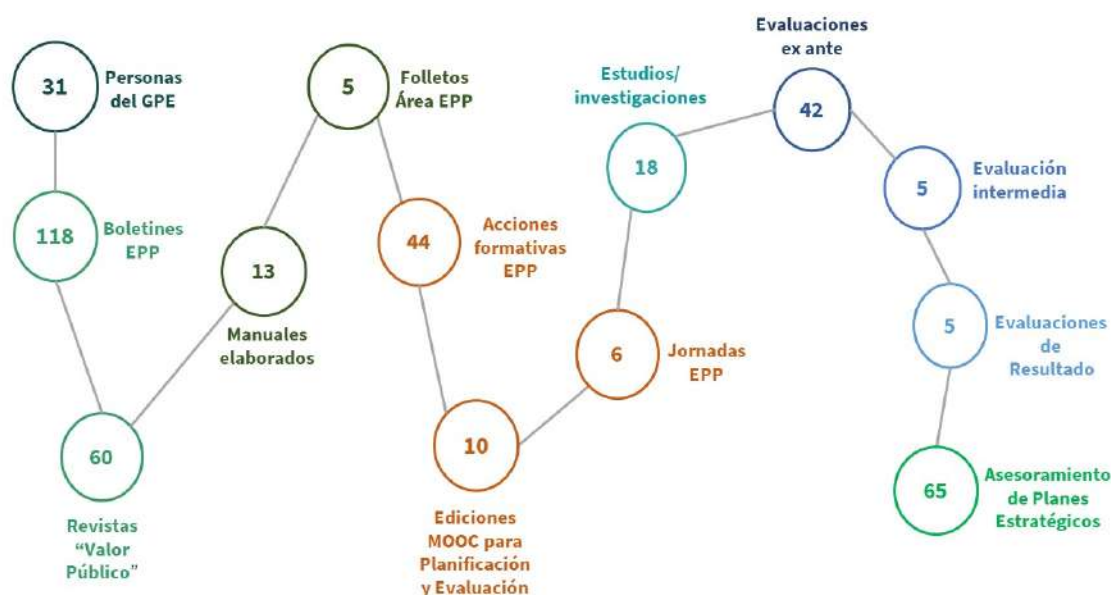 31
Personas
del GPE
118
Boletines
EPP
60
Revistas
“Valor
Público”
13
Manuales
elaborados
5
Folletos
Área EPP
44
Acciones
formativas
EPP
10
Ediciones
MOOC para
Planificación
y Evaluación
6
Jornadas
EPP
18
Estudios/
investigaciones
42
Evaluaciones
ex ante
5
Evaluación
intermedia
5
Evaluaciones
de
Resultado
65
Asesoramiento
de Planes
Estratégicos